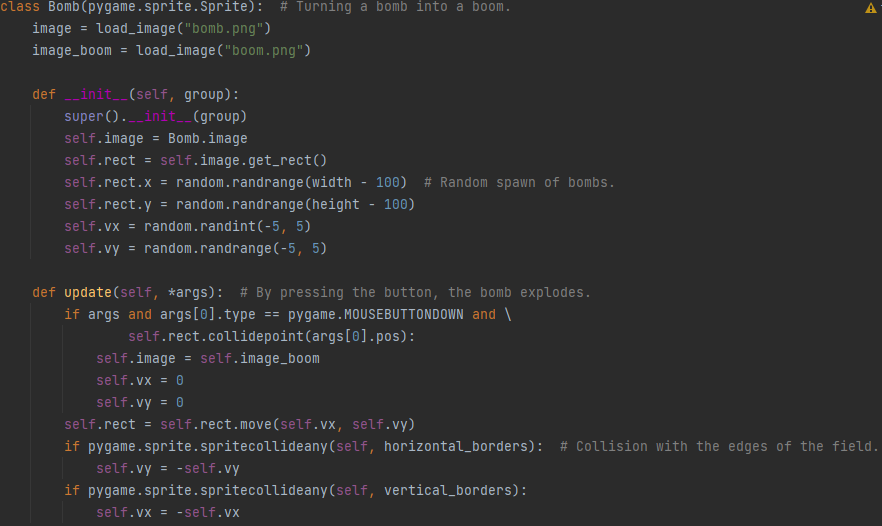 class Bomb(pygame.sprite.Sprite):  # Turning a bomb into a boom.
    image = load_image("bomb.png")
    image_boom = load_image("boom.png")

    def __init__(self, group):
        super().__init__(group)
        self.image = Bomb.image
        self.rect = self.image.get_rect()
        self.rect.x = random.randrange(width - 100)  # Random spawn of bombs.
        self.rect.y = random.randrange(height - 100)
        self.vx = random.randint(-5, 5)
        self.vy = random.randrange(-5, 5)

    def update(self, *args):  # By pressing the button, the bomb explodes.
        if args and args[0].type == pygame.MOUSEBUTTONDOWN and \
                self.rect.collidepoint(args[0].pos):
            self.image = self.image_boom
            self.vx = 0
            self.vy = 0
        self.rect = self.rect.move(self.vx, self.vy)
        if pygame.sprite.spritecollideany(self, horizontal_borders):  # Collision with the edges of the field.
            self.vy = -self.vy
        if pygame.sprite.spritecollideany(self, vertical_borders):
            self.vx = -self.vx